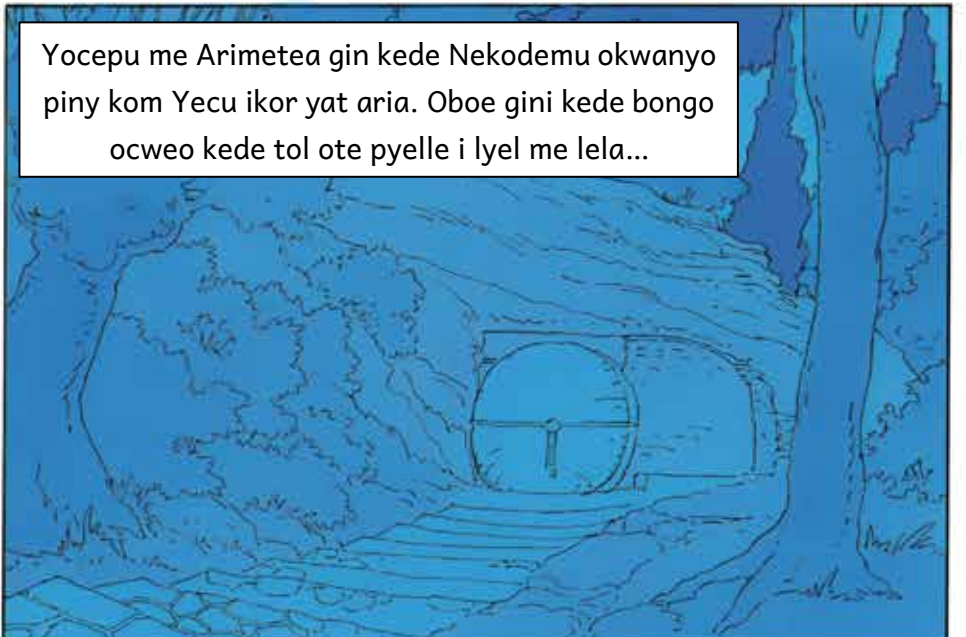 Yocepu me Arimetea gin kede Nekodemu okwanyo
piny kom Yecu ikor yat aria. Oboe gini kede bongo
ocweo kede tol ote pyelle i lyel me lela...